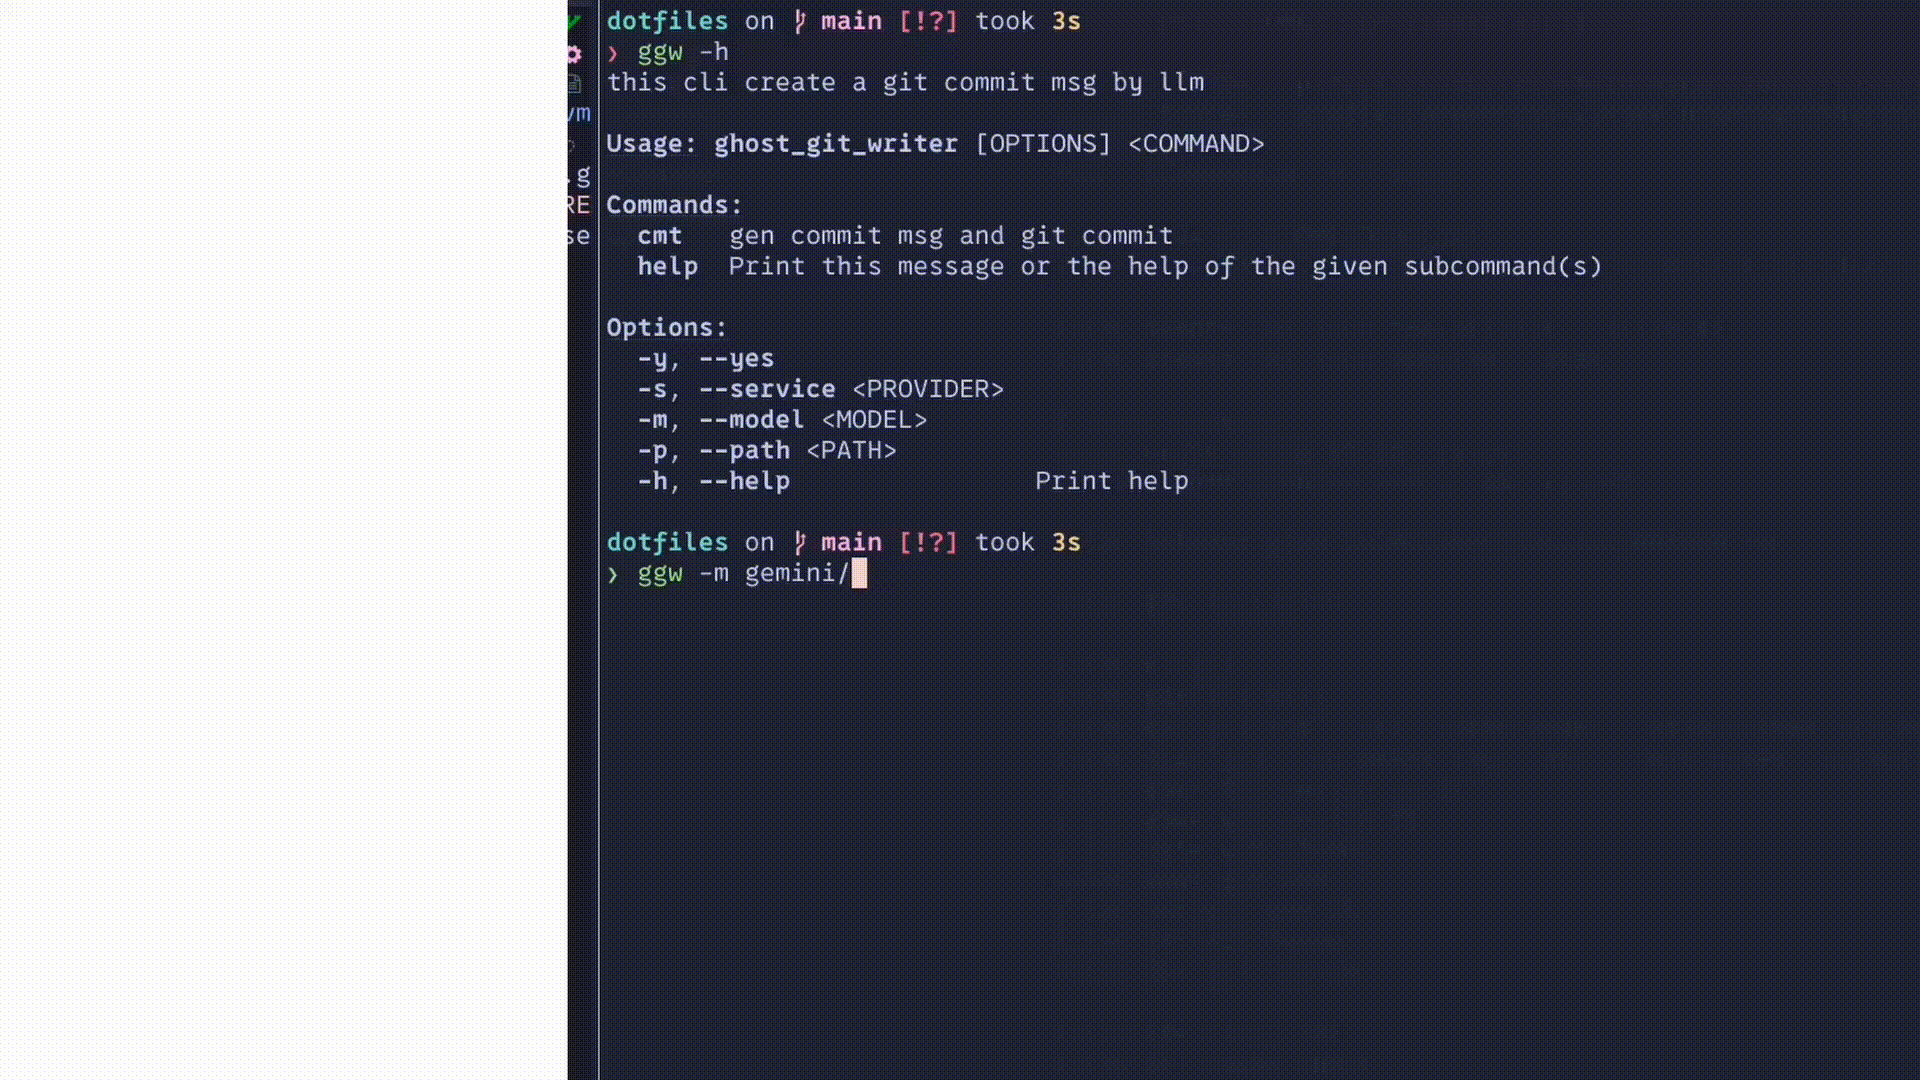 dotfiles on main [!?] took 3s
❯ ggw -h
this cli create a git commit msg by llm
vm
Usage: ghost_git_writer [OPTIONS] <COMMAND>
.g
RE
Commands:
se
cmt gen commit msg and git commit
help Print this message or the help of the given subcommand(s)
Options:
-y, --yes
-s, --service <PROVIDER>
-m, --model <MODEL>
-p, --path <PATH>
-h, --help Print help
dotfiles on main [!?] took 3s
❯ ggw -m gemini/